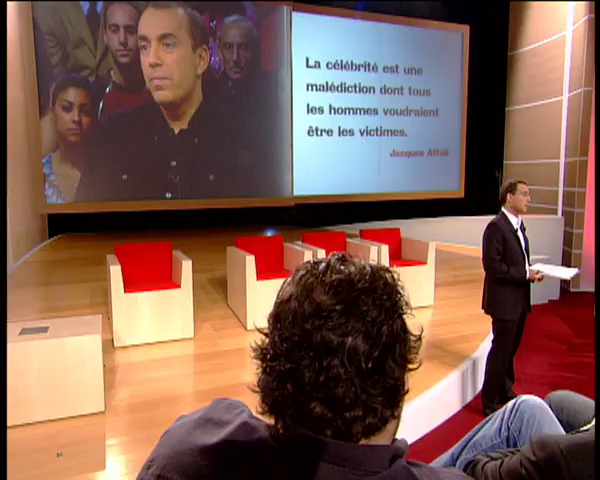 La célébrité est une
malédiction dont tous
les hommes voudraient
être les victimes.
Jacques Attali